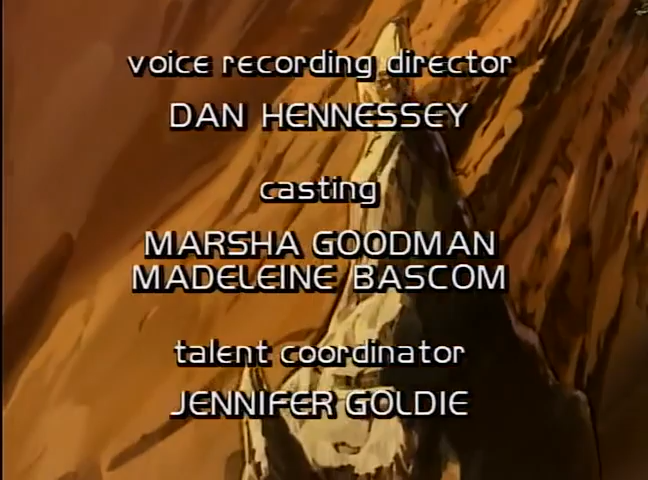 voice recording director
DAN HENNESSEY
casting
MARSHA GOODMAN
MADELEINE BASCOM
talent coordinator
JENNIFER GOLDIE